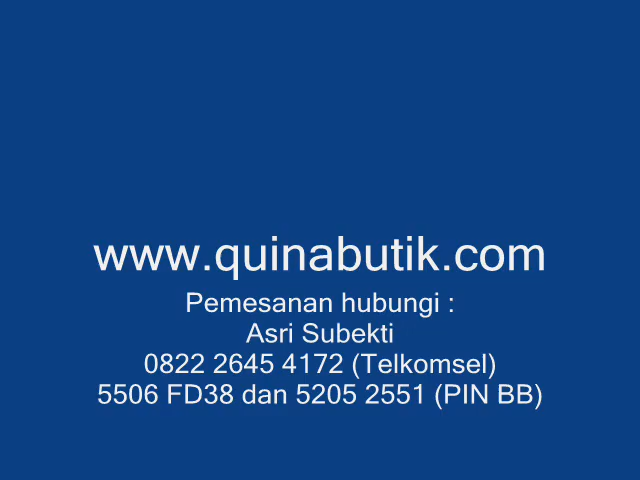 www.quinabutik.com
Pemesanan hubungi :
Asri Subekti
0822 2645 4172 (Telkomsel)
5506 FD38 dan 5205 2551 (PIN BB)